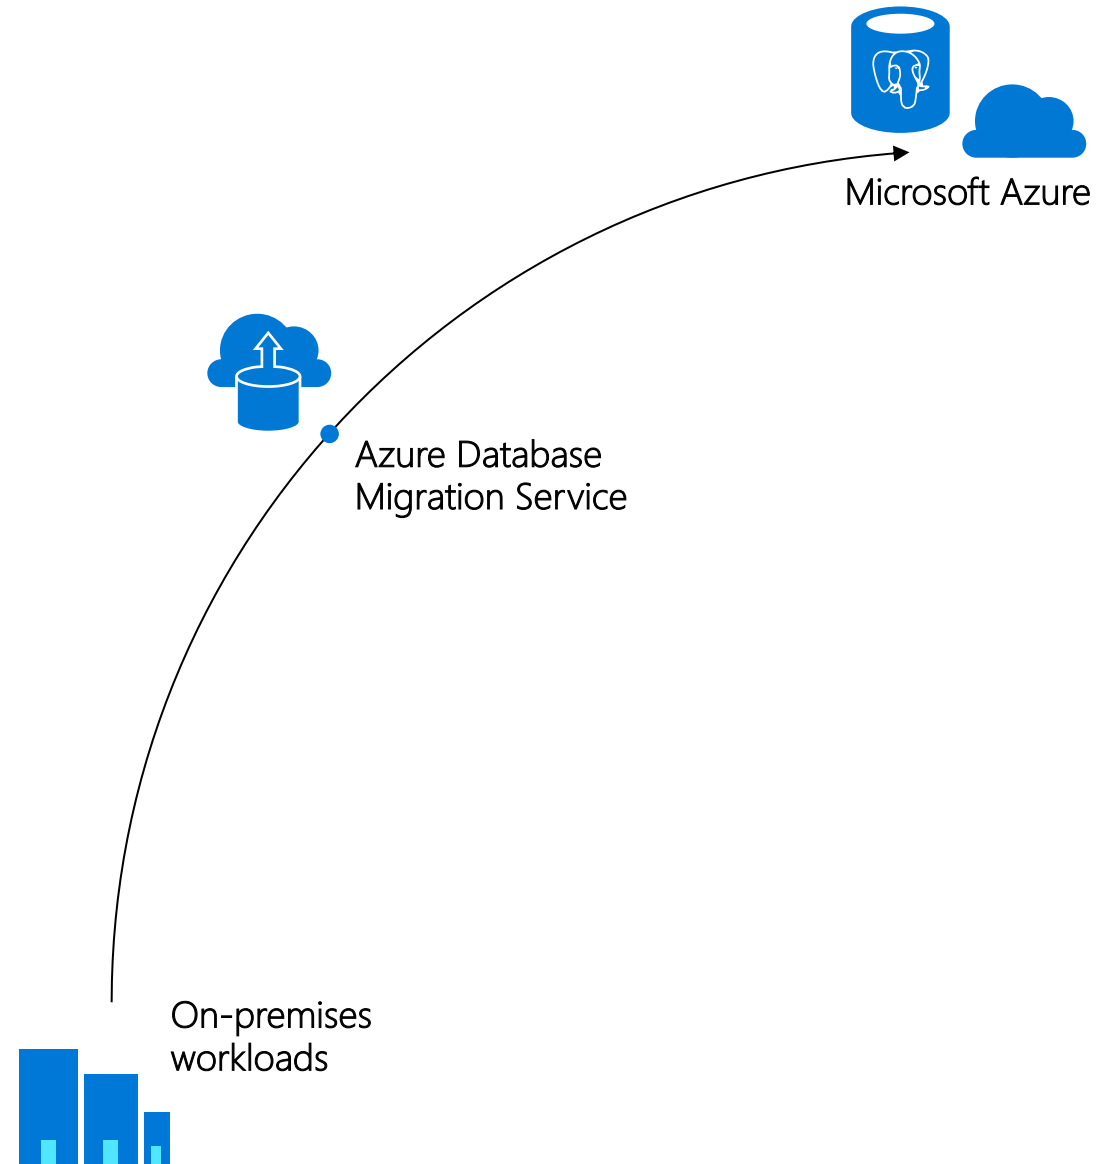 Microsoft Azure
Azure Database
Migration Service
On-premises
workloads